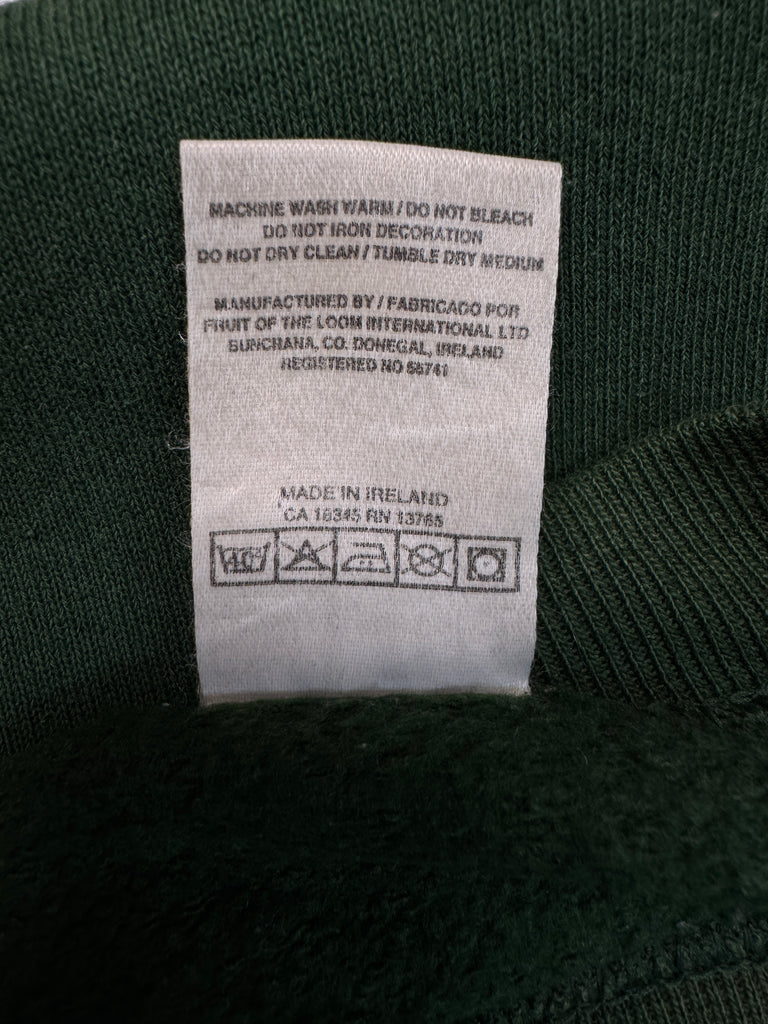 MACHINE WASH WARM / DO NOT BLEACH
DO NOT IRON DECORATION
DO NOT DRY CLEAN / TUMBLE DRY MEDIUM
MANUFACTURED BY / FABRICADO POR
FRUIT OF THE LOOM INTERNATIONAL LTD
BUNCRANA, CO. DONEGAL, IRELAND
REGISTERED NO
MADE IN IRELAND
CA 18345 RN 13765
40